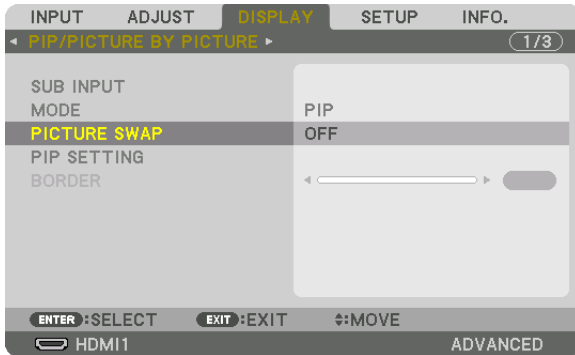 INPUT ADJUST DISPLAY SETUP INFO.
◂ PIP/PICTURE BY PICTURE ▸ 1/3
SUB INPUT
MODE PIP
PICTURE SWAP OFF
PIP SETTING
BORDER
ENTER :SELECT EXIT :EXIT :MOVE
HDMI1 ADVANCED